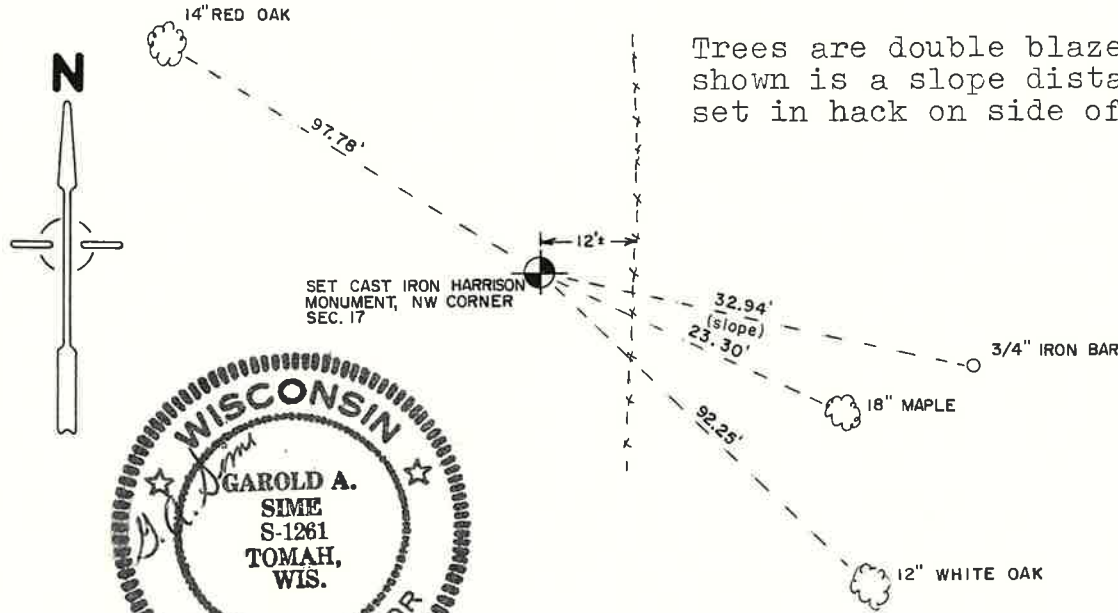 14" RED OAK
N
Trees are double blaze
shown is a slope dista
set in hack on side of
97.78'
12'±
SET CAST IRON HARRISON
MONUMENT, NW CORNER
SEC. 17
32.94'
(slope)
23.30'
3/4" IRON BAR
18" MAPLE
92.25'
12" WHITE OAK
WISCONSIN
G. A. Sime
GAROLD A.
SIME
S-1261
TOMAH,
WIS.
OR